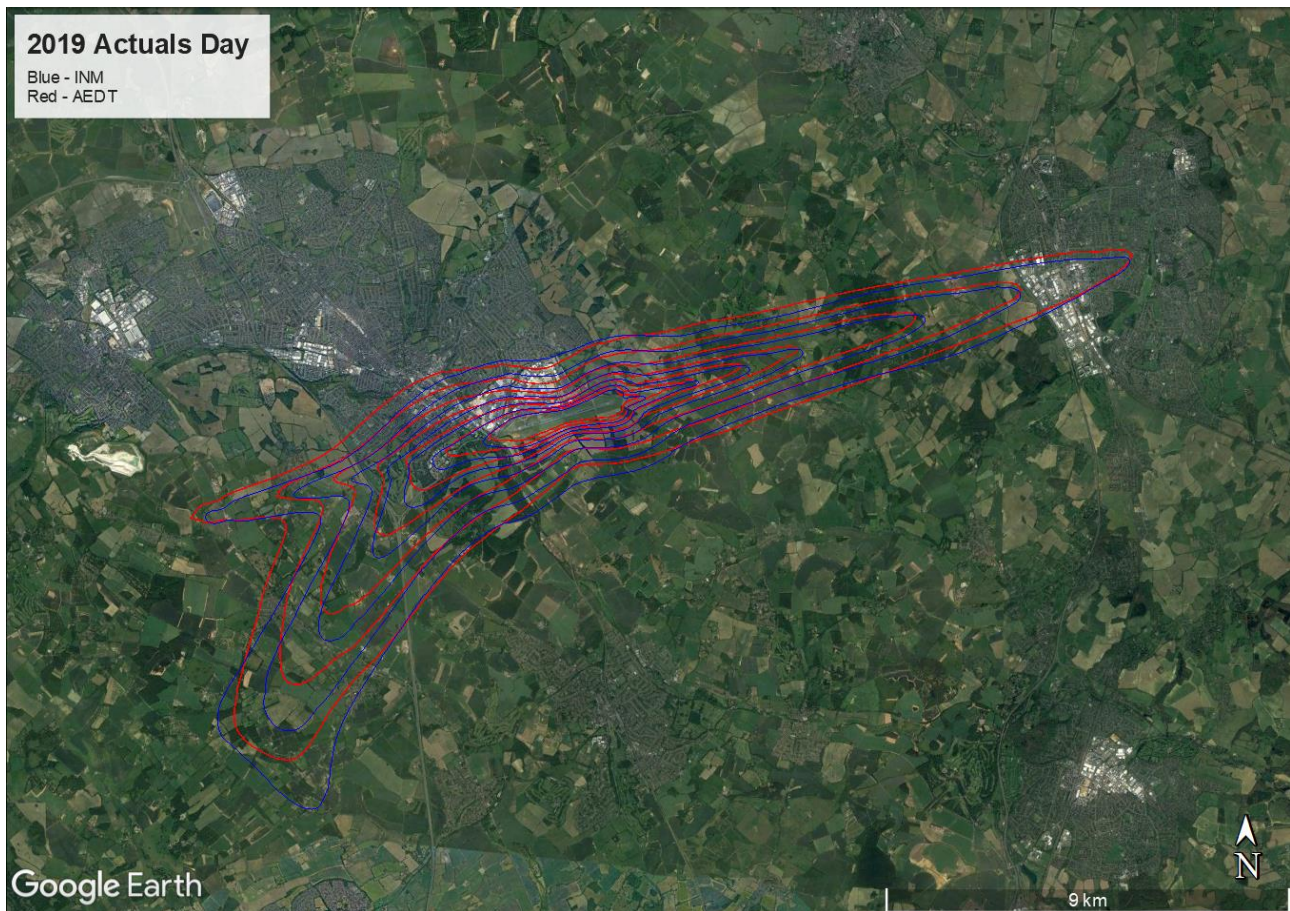 2019 Actuals Day
Blue - INM
Red - AEDT
N
Google Earth
9 km